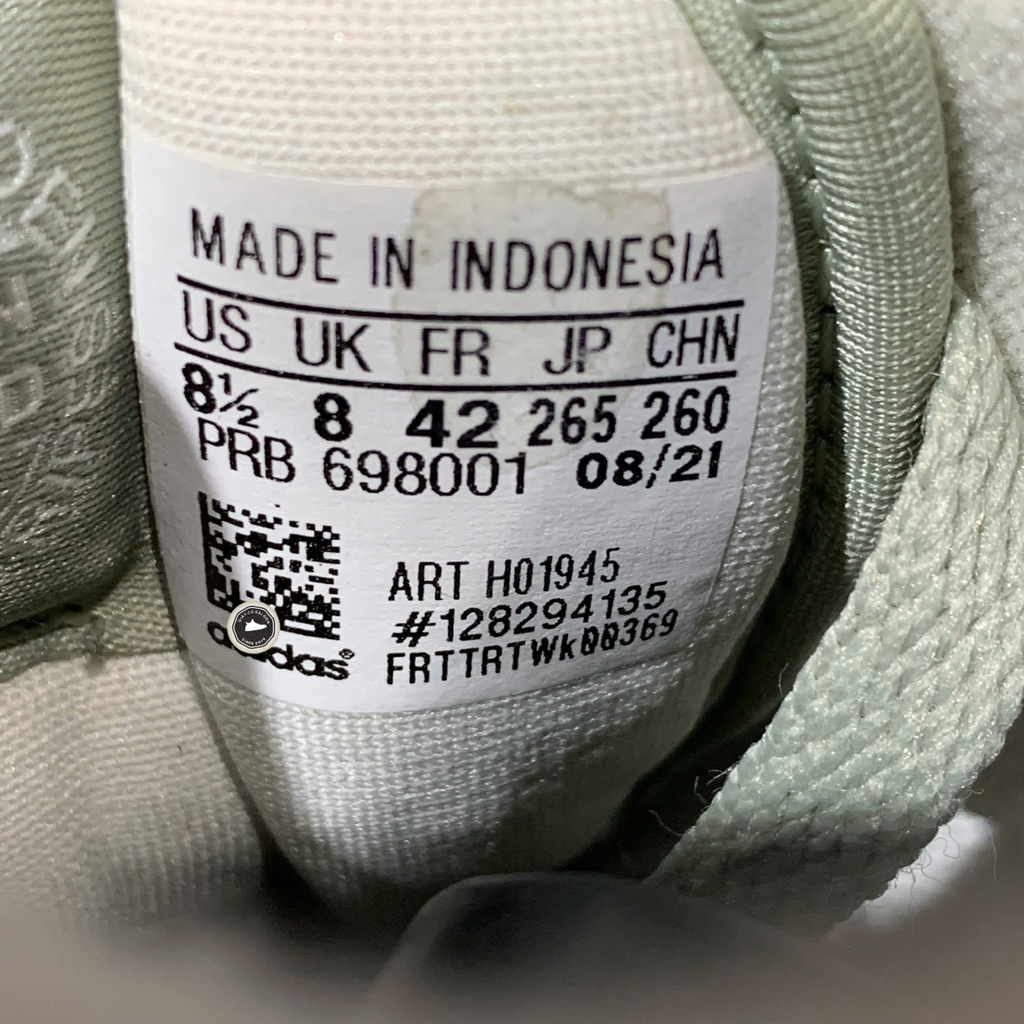 MADE IN INDONESIA
US UK FR JP CHN
8½ 8 42 265 260
PRB 698001 08/21
ART H01945
#128294135
FRTTRTWk00369
adidas®